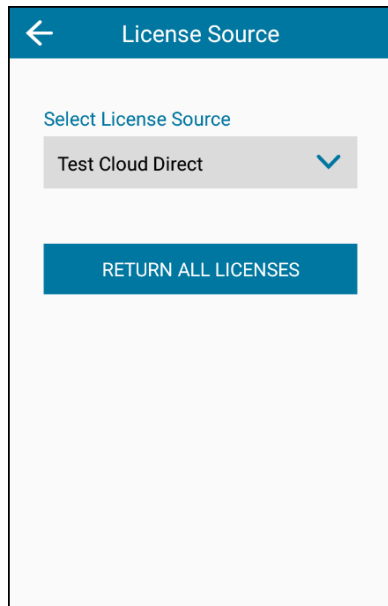 License Source
Select License Source
Test Cloud Direct
RETURN ALL LICENSES